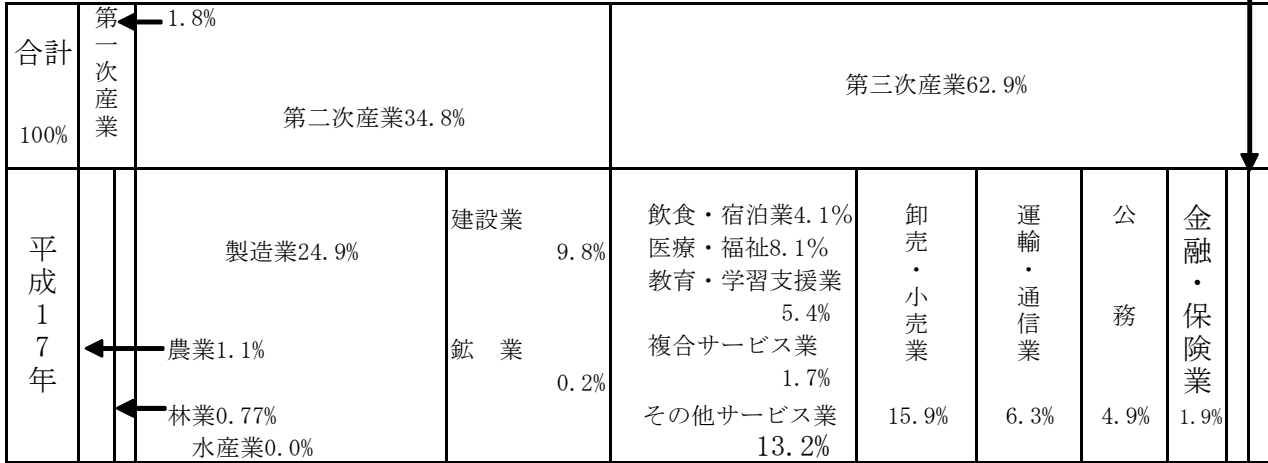 合計
100%
第一次産業
1.8%
第二次産業34.8%
第三次産業62.9%
平成17年
農業1.1%
林業0.77%
水産業0.0%
製造業24.9%
建設業
9.8%
鉱　業
0.2%
飲食・宿泊業4.1%
医療・福祉8.1%
教育・学習支援業
5.4%
複合サービス業
1.7%
その他サービス業
13.2%
卸売・小売業
15.9%
運輸・通信業
6.3%
公務
4.9%
金融・保険業
1.9%